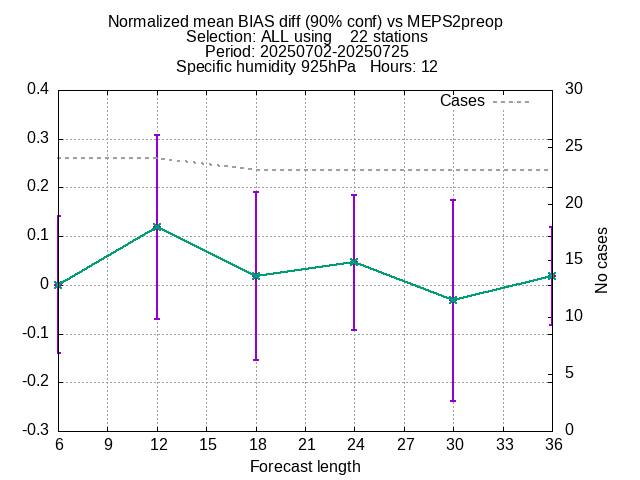 Normalized mean BIAS diff (90% conf) vs MEPS2preop
Selection: ALL using    22 stations
Period: 20250702-20250725
Specific humidity 925hPa   Hours: 12
Cases
0.4
0.3
0.2
0.1
0
-0.1
-0.2
-0.3
30
25
20
15
10
5
0
No cases
6 9 12 15 18 21 24 27 30 33 36
Forecast length